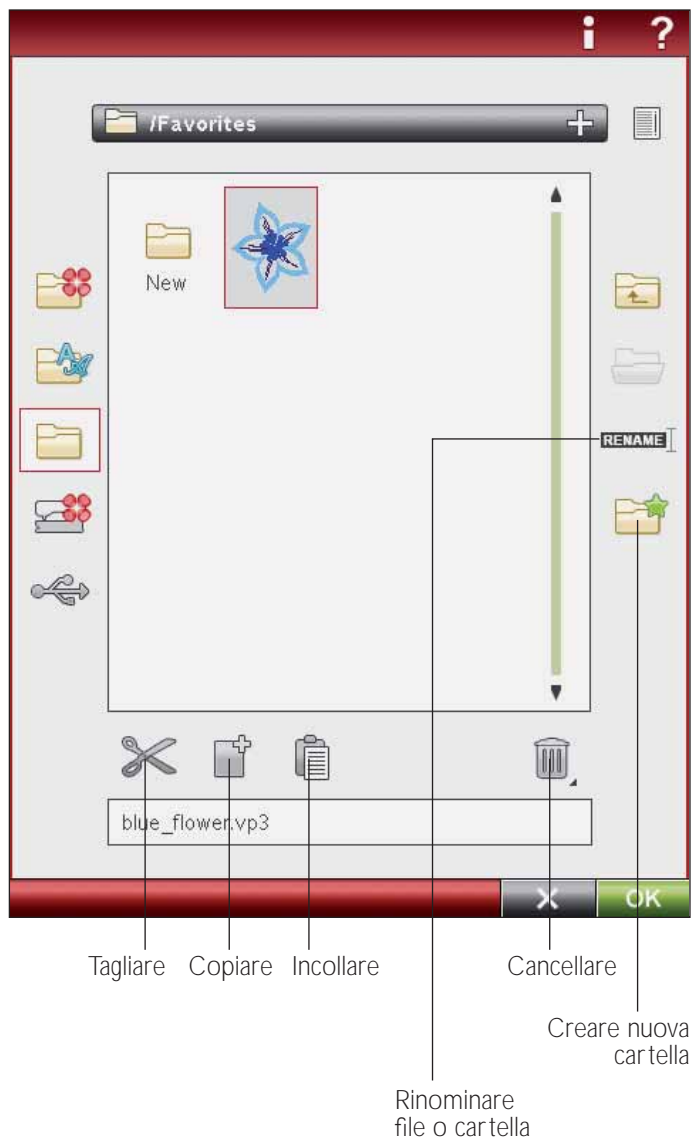 i ?
/Favorites
New
RENAME
blue_flower.vp3
X OK
Tagliare Copiare Incollare Cancellare
Creare nuova
cartella
Rinominare
file o cartella